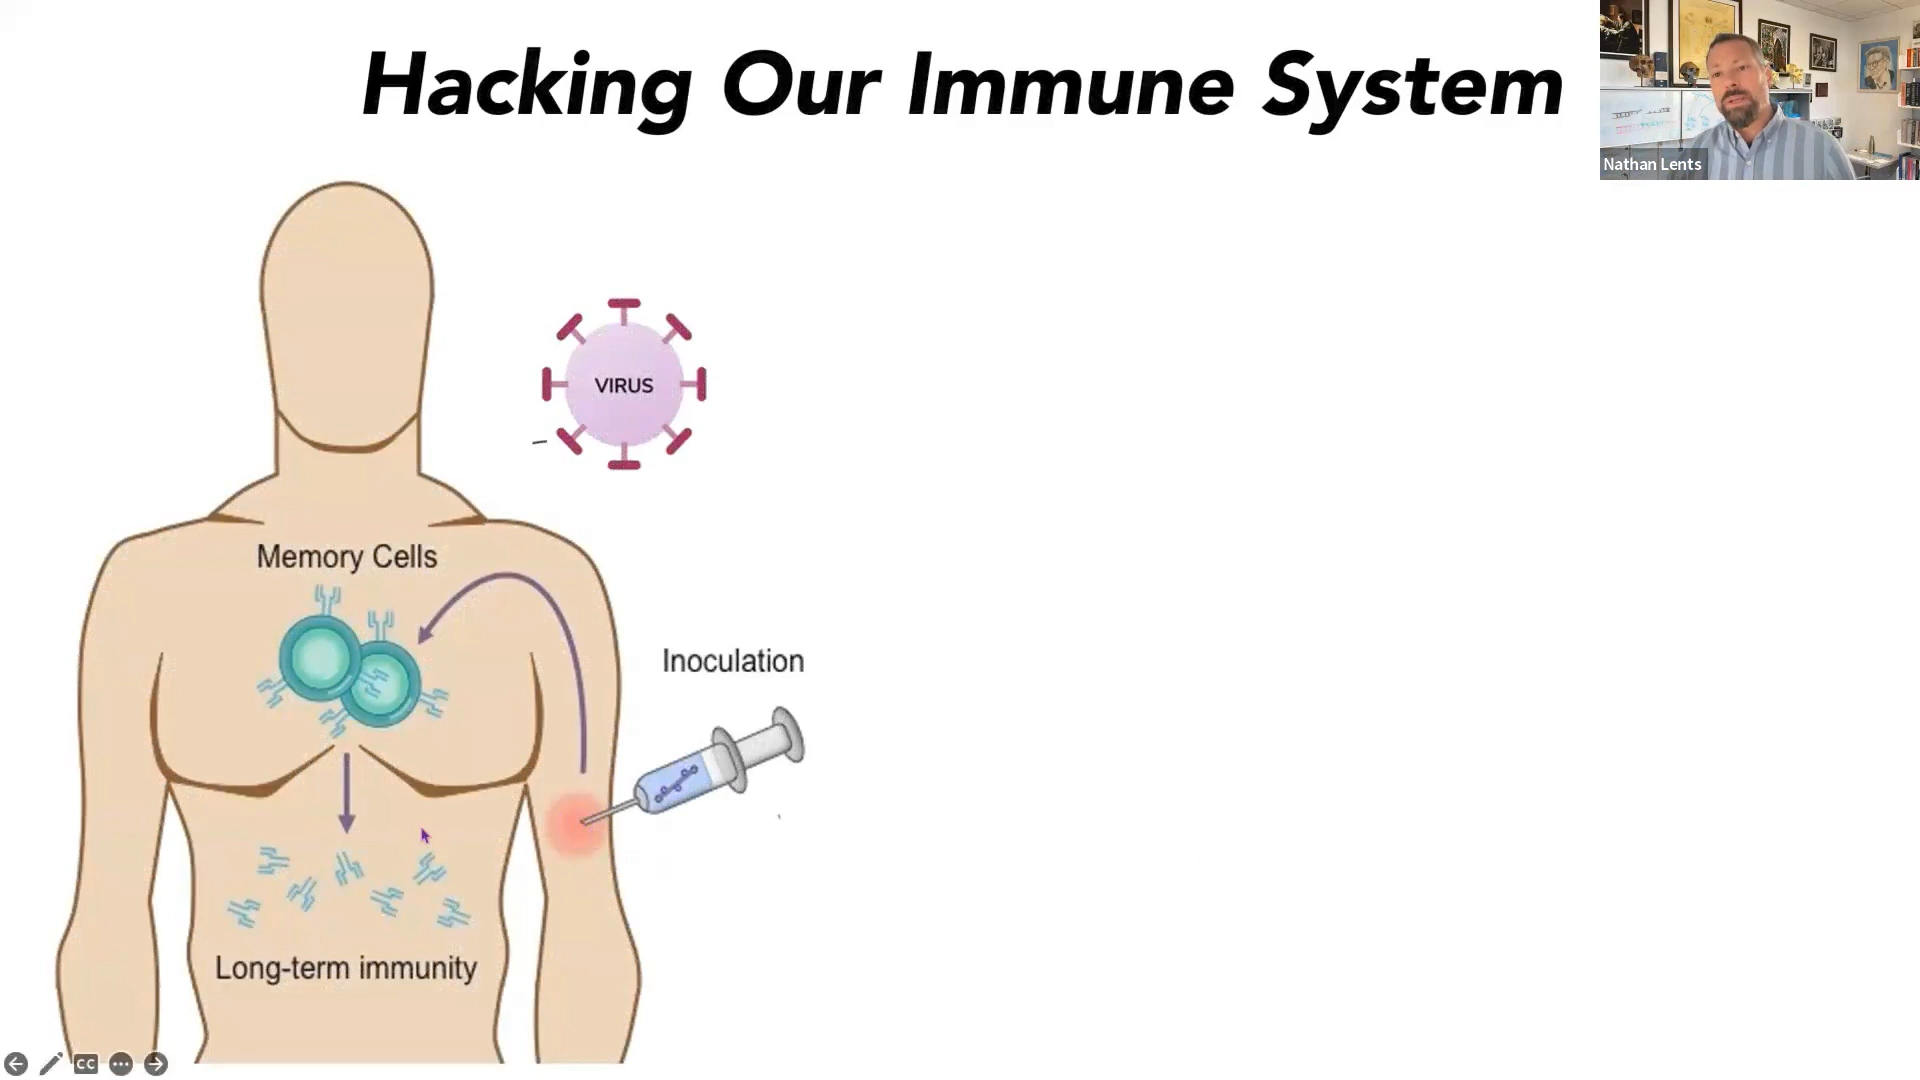 Hacking Our Immune System
Nathan Lents
VIRUS
Memory Cells
Inoculation
Long-term immunity
CC